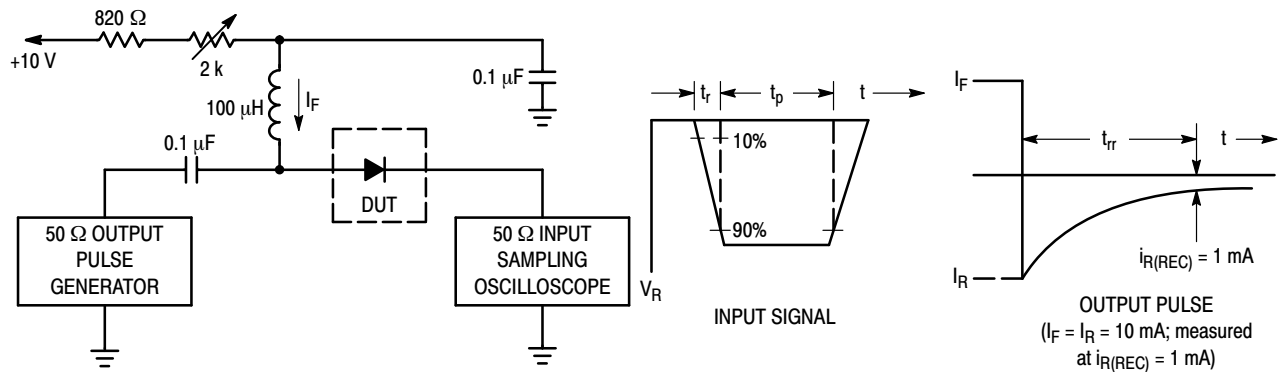 820 Ω
+10 V
2 k
100 μH
I_F
0.1 μF
0.1 μF
DUT
50 Ω OUTPUT
PULSE
GENERATOR
50 Ω INPUT
SAMPLING
OSCILLOSCOPE
t_r
t_p
t
10%
90%
V_R
INPUT SIGNAL
I_F
t_rr
t
i_R(REC) = 1 mA
I_R
OUTPUT PULSE
(I_F = I_R = 10 mA; measured
at i_R(REC) = 1 mA)